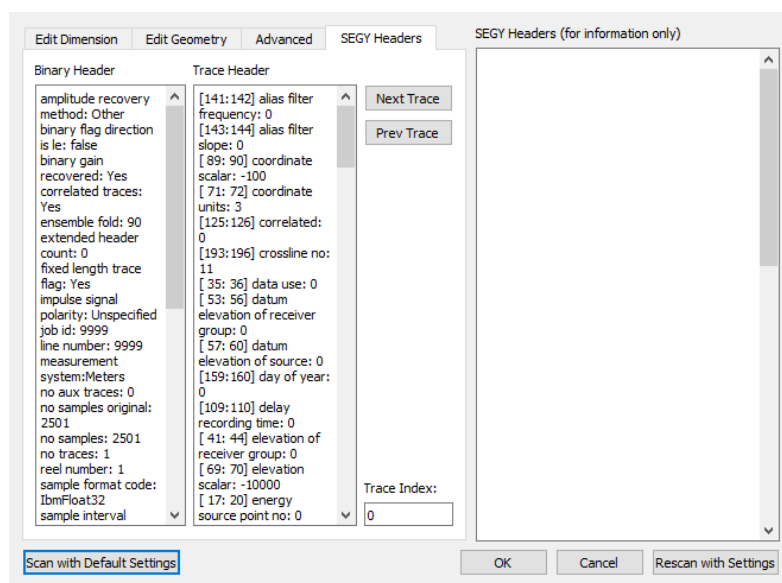 Edit Dimension
Edit Geometry
Advanced
SEGY Headers
SEGY Headers (for information only)
Binary Header
amplitude recovery
method: Other
binary flag direction
is le: false
binary gain
recovered: Yes
correlated traces:
Yes
ensemble fold: 90
extended header
count: 0
fixed length trace
flag: Yes
impulse signal
polarity: Unspecified
job id: 9999
line number: 9999
measurement
system:Meters
no aux traces: 0
no samples original:
2501
no samples: 2501
no traces: 1
reel number: 1
sample format code:
IbmFloat32
sample interval
Trace Header
[141:142] alias filter
frequency: 0
[143:144] alias filter
slope: 0
[ 89: 90] coordinate
scalar: -100
[ 71: 72] coordinate
units: 3
[125:126] correlated:
0
[193:196] crossline no:
11
[ 35: 36] data use: 0
[ 53: 56] datum
elevation of receiver
group: 0
[ 57: 60] datum
elevation of source: 0
[159:160] day of year:
0
[109:110] delay
recording time: 0
[ 41: 44] elevation of
receiver group: 0
[ 69: 70] elevation
scalar: -10000
[ 17: 20] energy
source point no: 0
Next Trace
Prev Trace
Trace Index:
0
Scan with Default Settings
OK
Cancel
Rescan with Settings